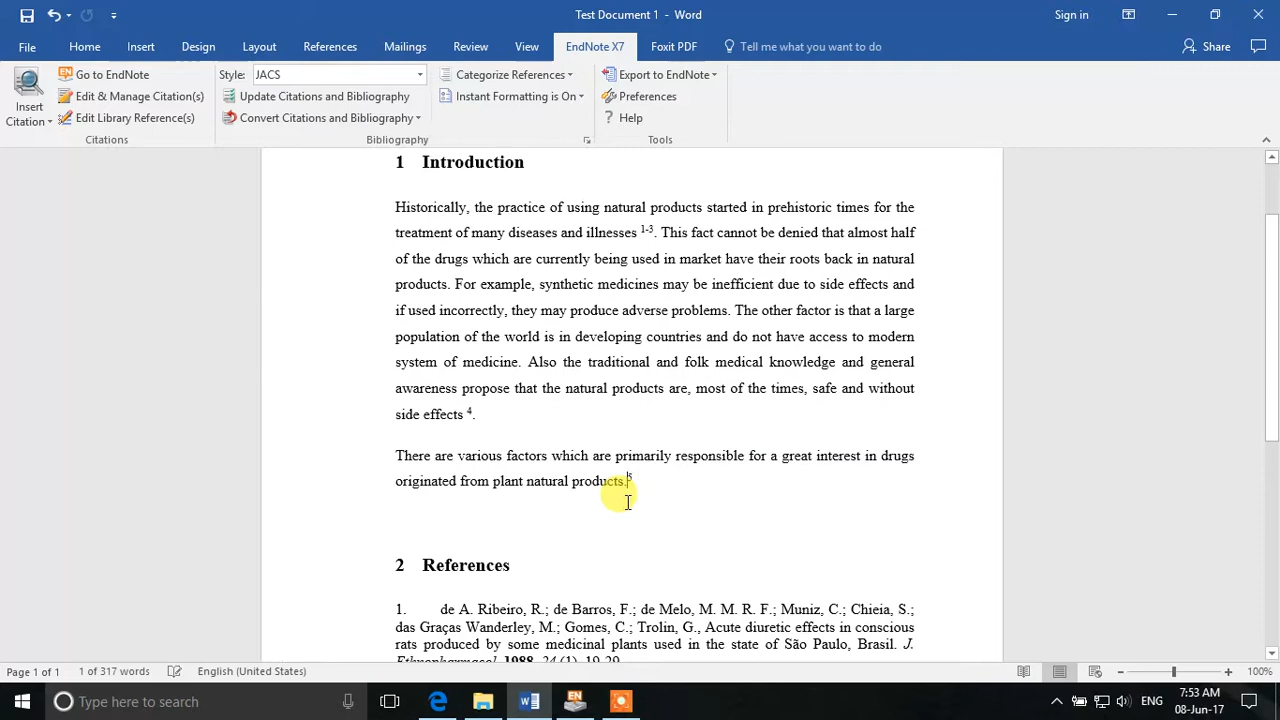 Test Document 1 - Word
Sign in
File Home Insert Design Layout References Mailings Review View EndNote X7 Foxit PDF Tell me what you want to do Share
Insert Citation
Go to EndNote
Edit & Manage Citation(s)
Edit Library Reference(s)
Citations
Style: JACS
Update Citations and Bibliography
Convert Citations and Bibliography
Categorize References
Instant Formatting is On
Bibliography
Export to EndNote
Preferences
Help
Tools
1 Introduction
Historically, the practice of using natural products started in prehistoric times for the
treatment of many diseases and illnesses 1-3. This fact cannot be denied that almost half
of the drugs which are currently being used in market have their roots back in natural
products. For example, synthetic medicines may be inefficient due to side effects and
if used incorrectly, they may produce adverse problems. The other factor is that a large
population of the world is in developing countries and do not have access to modern
system of medicine. Also the traditional and folk medical knowledge and general
awareness propose that the natural products are, most of the times, safe and without
side effects 4.
There are various factors which are primarily responsible for a great interest in drugs
originated from plant natural products.5
2 References
1. de A. Ribeiro, R.; de Barros, F.; de Melo, M. M. R. F.; Muniz, C.; Chieia, S.;
das Graças Wanderley, M.; Gomes, C.; Trolin, G., Acute diuretic effects in conscious
rats produced by some medicinal plants used in the state of São Paulo, Brasil. J.
Ethnopharmacol. 1988, 24 (1), 19-29.
Page 1 of 1 1 of 317 words English (United States) 100%
Type here to search
EN
ENG
7:53 AM
08-Jun-17